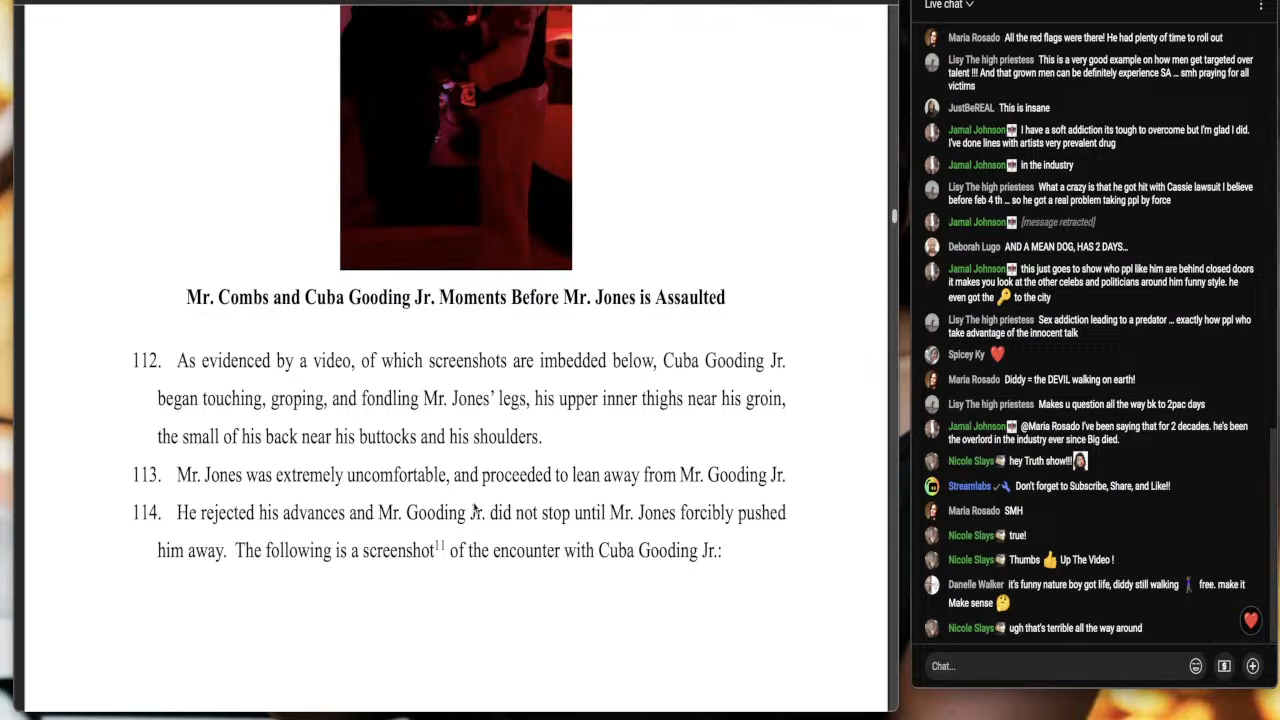 Mr. Combs and Cuba Gooding Jr. Moments Before Mr. Jones is Assaulted
112. As evidenced by a video, of which screenshots are imbedded below, Cuba Gooding Jr.
began touching, groping, and fondling Mr. Jones’ legs, his upper inner thighs near his groin,
the small of his back near his buttocks and his shoulders.
113. Mr. Jones was extremely uncomfortable, and proceeded to lean away from Mr. Gooding Jr.
114. He rejected his advances and Mr. Gooding Jr. did not stop until Mr. Jones forcibly pushed
him away. The following is a screenshot11 of the encounter with Cuba Gooding Jr.:
Live chat
Maria Rosado All the red flags were there! He had plenty of time to roll out
Lisy The high priestess This is a very good example on how men get targeted over
talent !!! And that grown men can be definitely experience SA ... smh praying for all
victims
JustBeREAL This is insane
Jamal Johnson I have a soft addiction its tough to overcome but I'm glad I did.
I've done lines with artists very prevalent drug
Jamal Johnson in the industry
Lisy The high priestess What a crazy is that he got hit with Cassie lawsuit I believe
before feb 4 th ... so he got a real problem taking ppl by force
Jamal Johnson [message retracted]
Deborah Lugo AND A MEAN DOG, HAS 2 DAYS...
Jamal Johnson this just goes to show who ppl like him are behind closed doors
it makes you look at the other celebs and politicians around him funny style. he
even got the 🔑 to the city
Lisy The high priestess Sex addiction leading to a predator ... exactly how ppl who
take advantage of the innocent talk
Spicey Ky ❤️
Maria Rosado Diddy = the DEVIL walking on earth!
Lisy The high priestess Makes u question all the way bk to 2pac days
Jamal Johnson @Maria Rosado I've been saying that for 2 decades. he's been
the overlord in the industry ever since Big died.
Nicole Slays hey Truth show!!!
Streamlabs Don't forget to Subscribe, Share, and Like!!
Maria Rosado SMH
Nicole Slays true!
Nicole Slays Thumbs 👍 Up The Video !
Danelle Walker it's funny nature boy got life, diddy still walking 🚶 free. make it
Make sense 🤔
Nicole Slays ugh that's terrible all the way around
Chat...